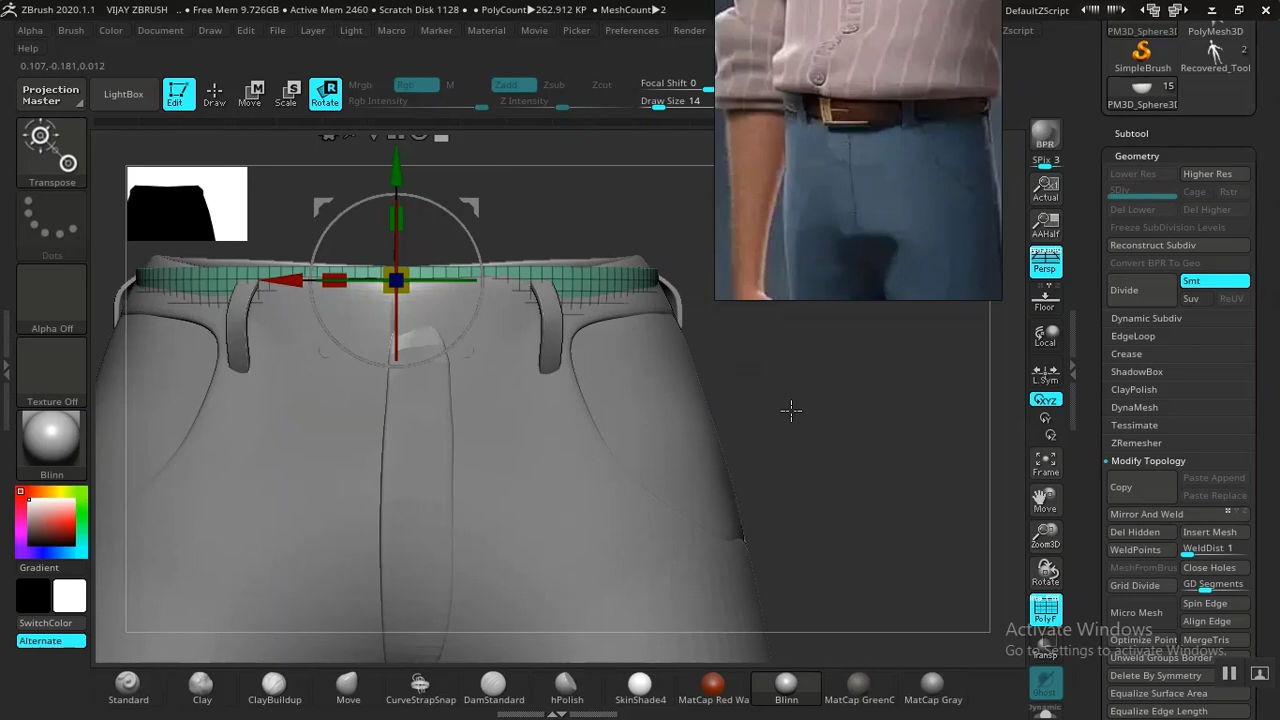 ZBrush 2020.1.1 VIJAY ZBRUSH .. • Free Mem 9.726GB • Active Mem 2460 • Scratch Disk 1128 • PolyCount▸262.912 KP • MeshCount▸2
DefaultZScript
Alpha Brush Color Document Draw Edit File Layer Light Macro Marker Material Movie Picker Preferences Render
Zscript
PM3D_Sphere3D PolyMesh3D
Help
0.107,-0.181,0.012
SimpleBrush Recovered_Tool
2
15
PM3D_Sphere3D
Projection Master
LightBox
Edit Draw Move Scale Rotate
Mrgb Rgb M
Rgb Intensity
Zadd Zsub Zcut
Z Intensity
Focal Shift 0
Draw Size 14
Transpose
Dots
Alpha Off
Texture Off
Blinn
Gradient
SwitchColor
Alternate
BPR
SPix 3
Actual
AAHalf
Persp
Floor
Local
L.Sym
XYZ
Y
Z
Frame
Move
Zoom3D
Rotate
PolyF
Transp
Ghost
Dynamic
Subtool
Geometry
Lower Res Higher Res
SDiv Cage Rstr
Del Lower Del Higher
Freeze SubDivision Levels
Reconstruct Subdiv
Convert BPR To Geo
Divide Smt
Suv ReUV
Dynamic Subdiv
EdgeLoop
Crease
ShadowBox
ClayPolish
DynaMesh
Tessimate
ZRemesher
Modify Topology
Copy Paste Append
Paste Replace
Mirror And Weld
Del Hidden Insert Mesh
WeldPoints WeldDist 1
MeshFromBrus Close Holes
Grid Divide GD Segments
Micro Mesh Spin Edge
Align Edge
Optimize Point MergeTris
Unweld Groups Border
Delete By Symmetry
Equalize Surface Area
Equalize Edge Length
Activate Windows
Go to Settings to activate Windows.
Standard Clay ClayBuildup Move CurveStrapSnap DamStandard hPolish SkinShade4 MatCap Red Wa Blinn MatCap GreenC MatCap Gray